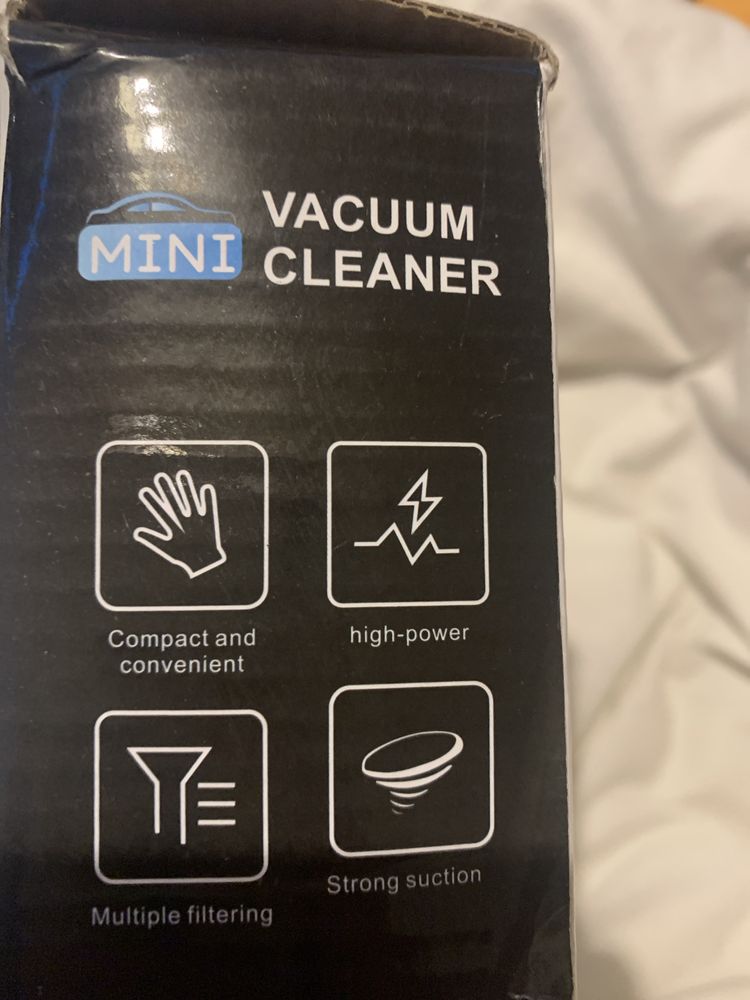 MINI
VACUUM
CLEANER
Compact and
convenient
high-power
Multiple filtering
Strong suction